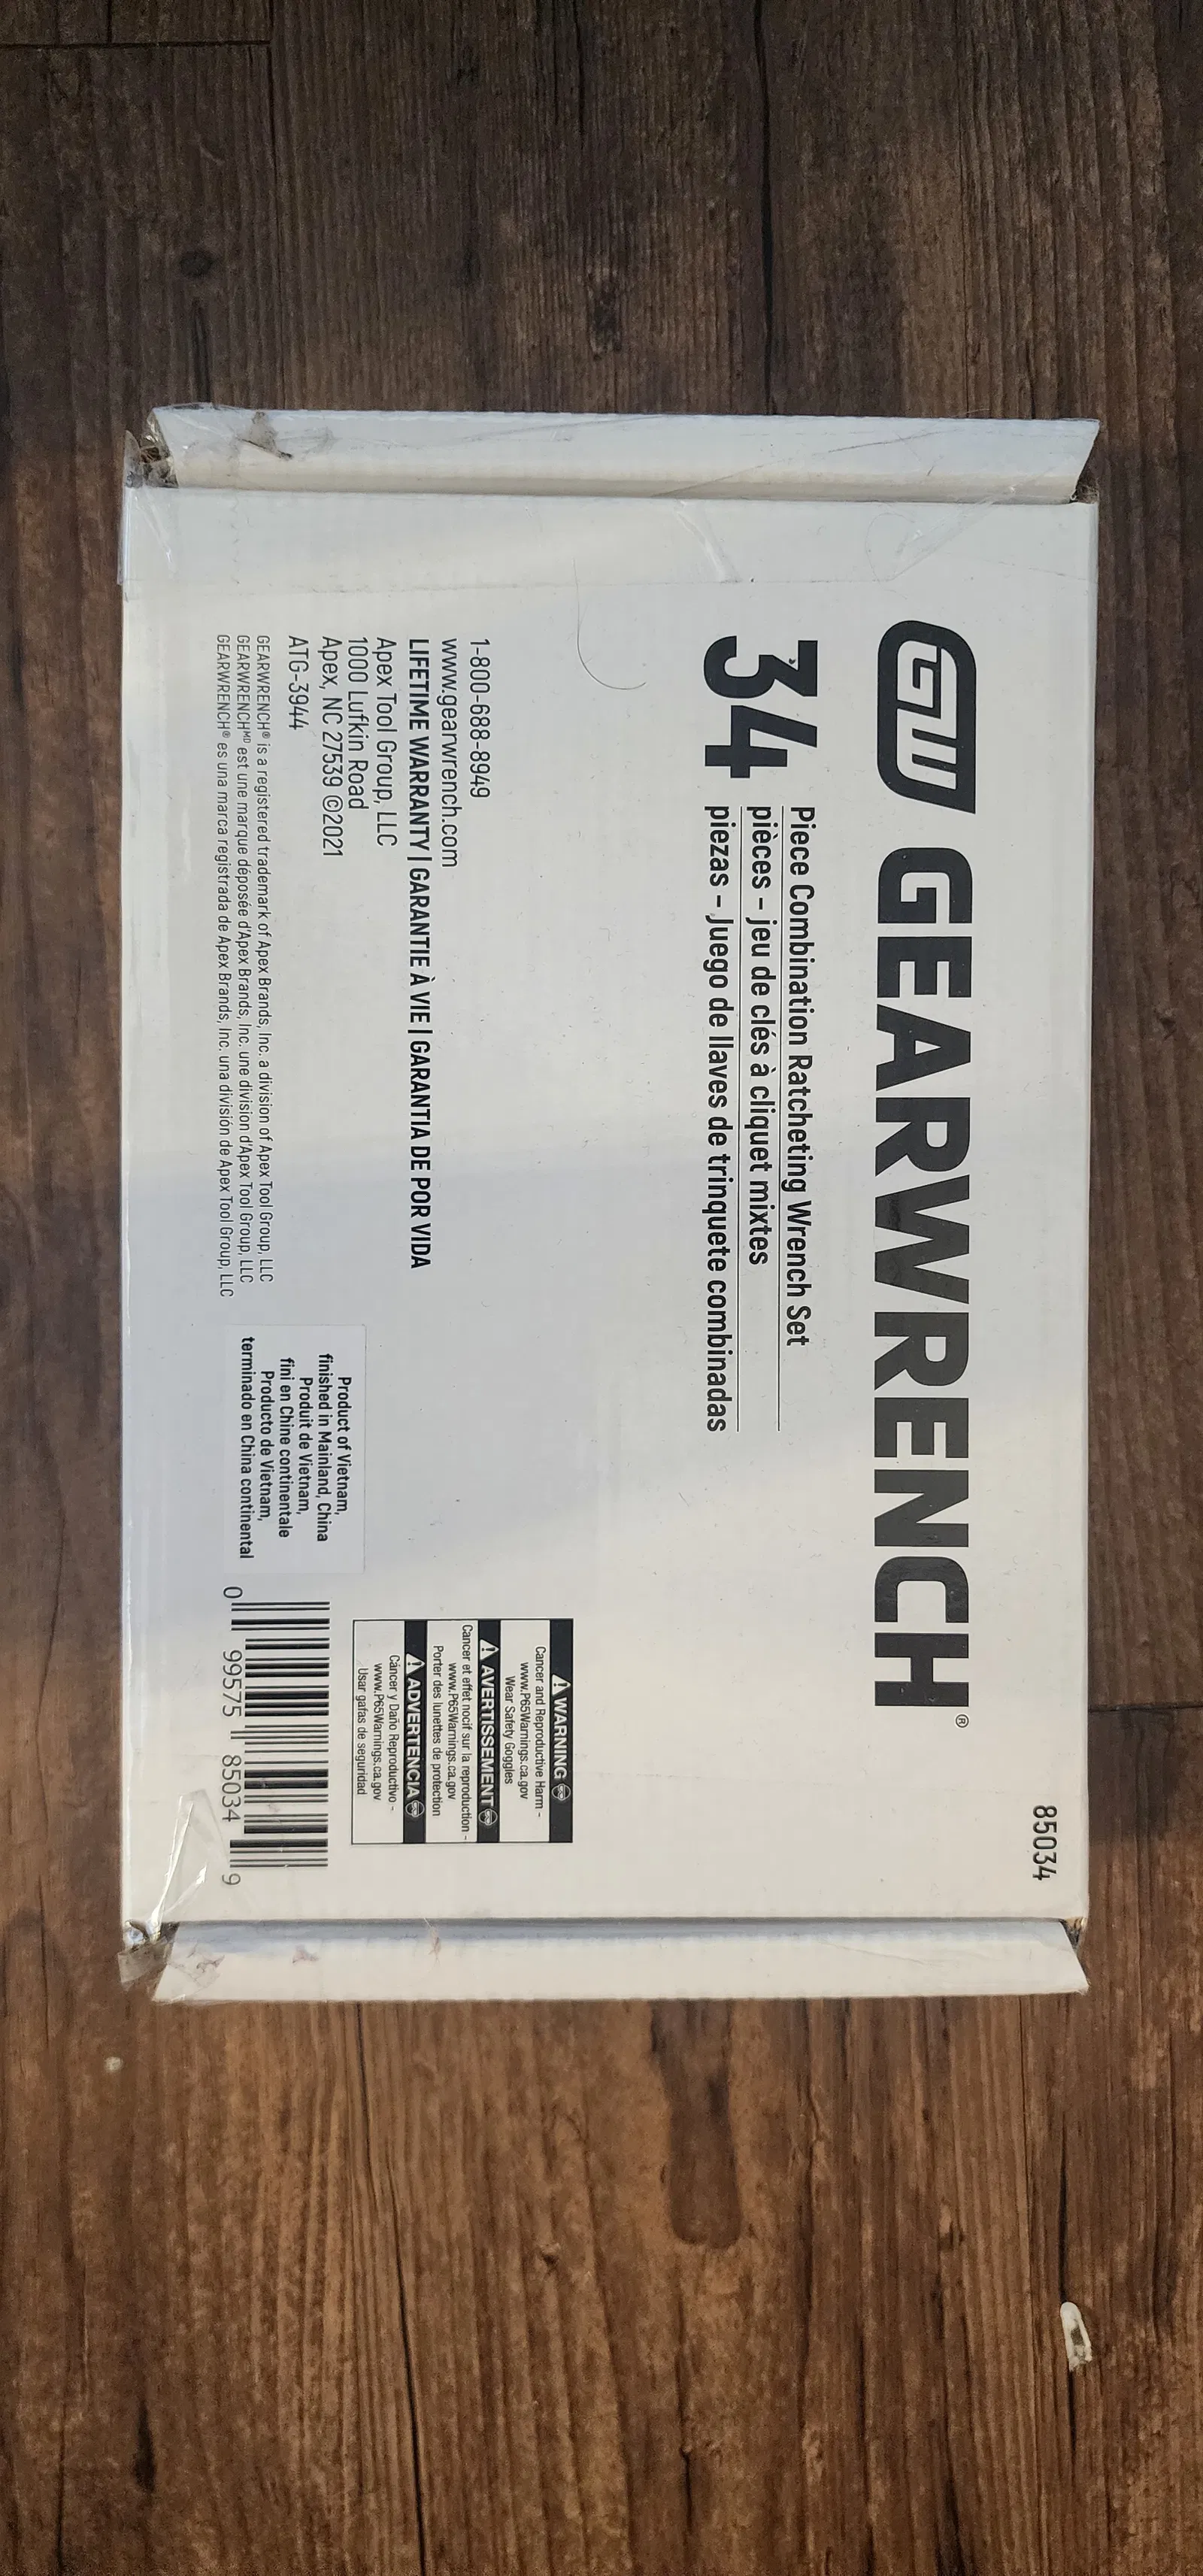 85034
GW GEARWRENCH®
34
Piece Combination Ratcheting Wrench Set
pièces - jeu de clés à cliquet mixtes
piezas - Juego de llaves de trinquete combinadas
1-800-688-8949
www.gearwrench.com
LIFETIME WARRANTY | GARANTIE À VIE | GARANTIA DE POR VIDA
Apex Tool Group, LLC
1000 Lufkin Road
Apex, NC 27539 ©2021
ATG-3944
GEARWRENCH® is a registered trademark of Apex Brands, Inc. a division of Apex Tool Group, LLC
GEARWRENCHᴹᴰ est une marque déposée d'Apex Brands, Inc. une division d'Apex Tool Group, LLC
GEARWRENCH® es una marca registrada de Apex Brands, Inc. una división de Apex Tool Group, LLC
Product of Vietnam,
finished in Mainland, China
Produit de Vietnam,
fini en Chine continentale
Producto de Vietnam,
terminado en China continental
WARNING
Cancer and Reproductive Harm -
www.P65Warnings.ca.gov
Wear Safety Goggles
AVERTISSEMENT
Cancer et effet nocif sur la reproduction -
www.P65Warnings.ca.gov
Porter des lunettes de protection
ADVERTENCIA
Cáncer y Daño Reproductivo -
www.P65Warnings.ca.gov
Usar gafas de seguridad
0 99575 85034 9